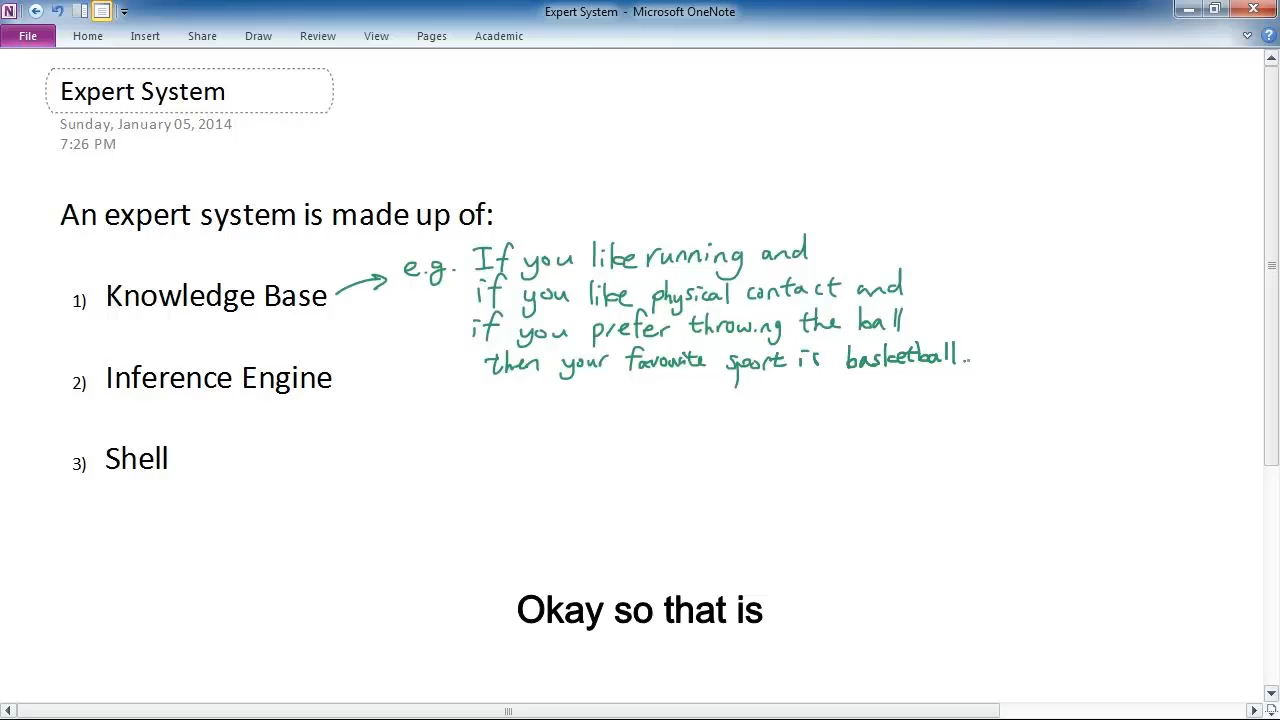 Expert System - Microsoft OneNote
File Home Insert Share Draw Review View Pages Academic
Expert System
Sunday, January 05, 2014
7:26 PM
An expert system is made up of:
1) Knowledge Base
e.g. If you like running and
if you like physical contact and
if you prefer throwing the ball
then your favourite sport is basketball.
2) Inference Engine
3) Shell
Okay so that is